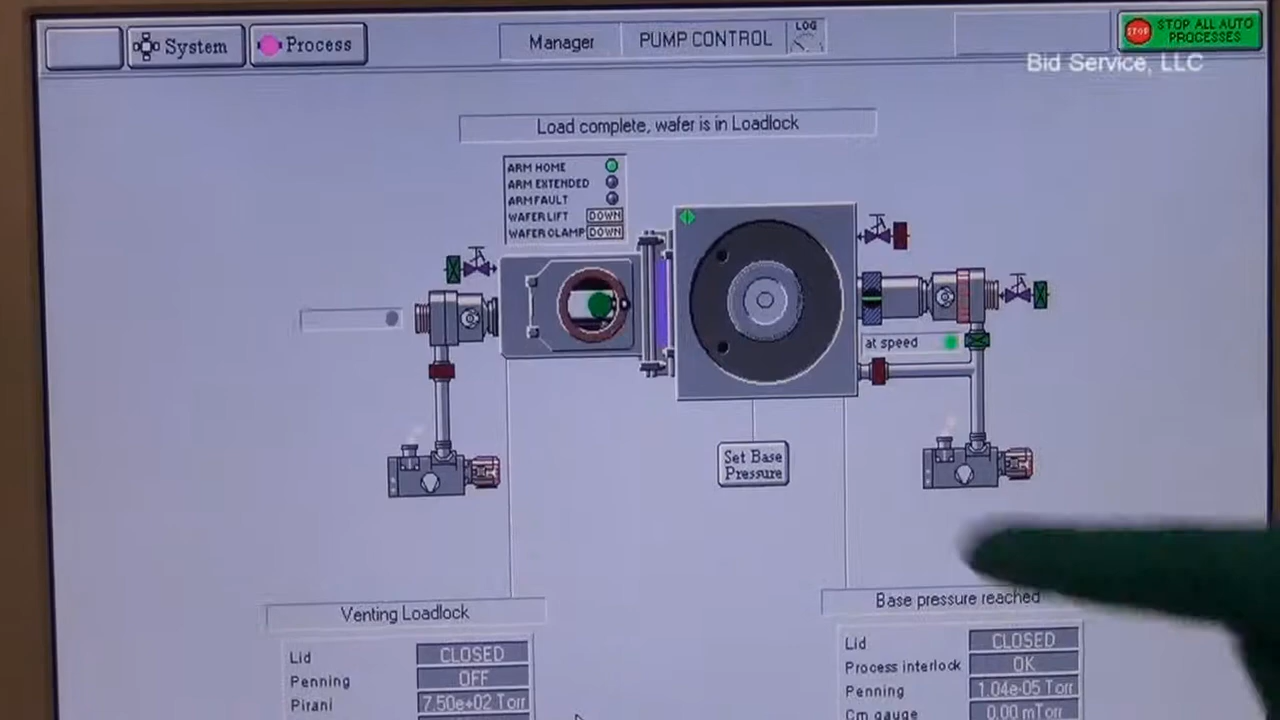 System
Process
Manager
PUMP CONTROL
LOG
STOP
STOP ALL AUTO
PROCESSES
Bid Service, LLC
Load complete, wafer is in Loadlock
ARM HOME
ARM EXTENDED
ARM FAULT
WAFER LIFT DOWN
WAFER CLAMP DOWN
at speed
Set Base
Pressure
Venting Loadlock
Lid CLOSED
Penning OFF
Pirani 7.50e+02 Torr
Base pressure reached
Lid CLOSED
Process interlock OK
Penning 1.04e-05 Torr
Cm gauge 0.00 mTorr